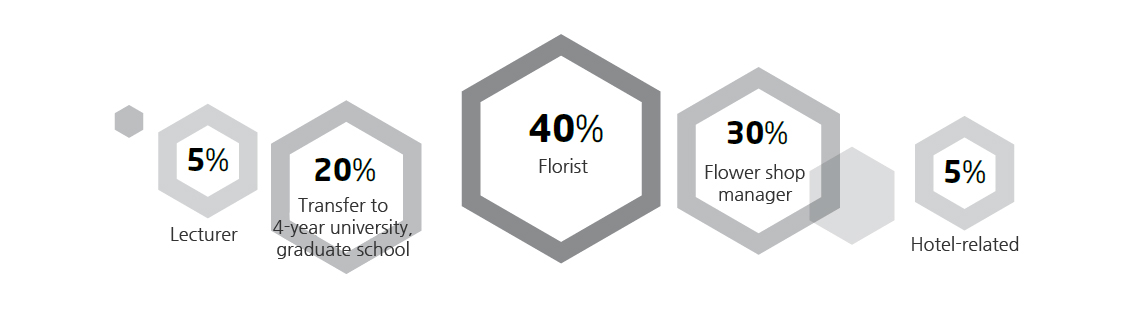 5%
Lecturer
20%
Transfer to
4-year university,
graduate school
40%
Florist
30%
Flower shop
manager
5%
Hotel-related